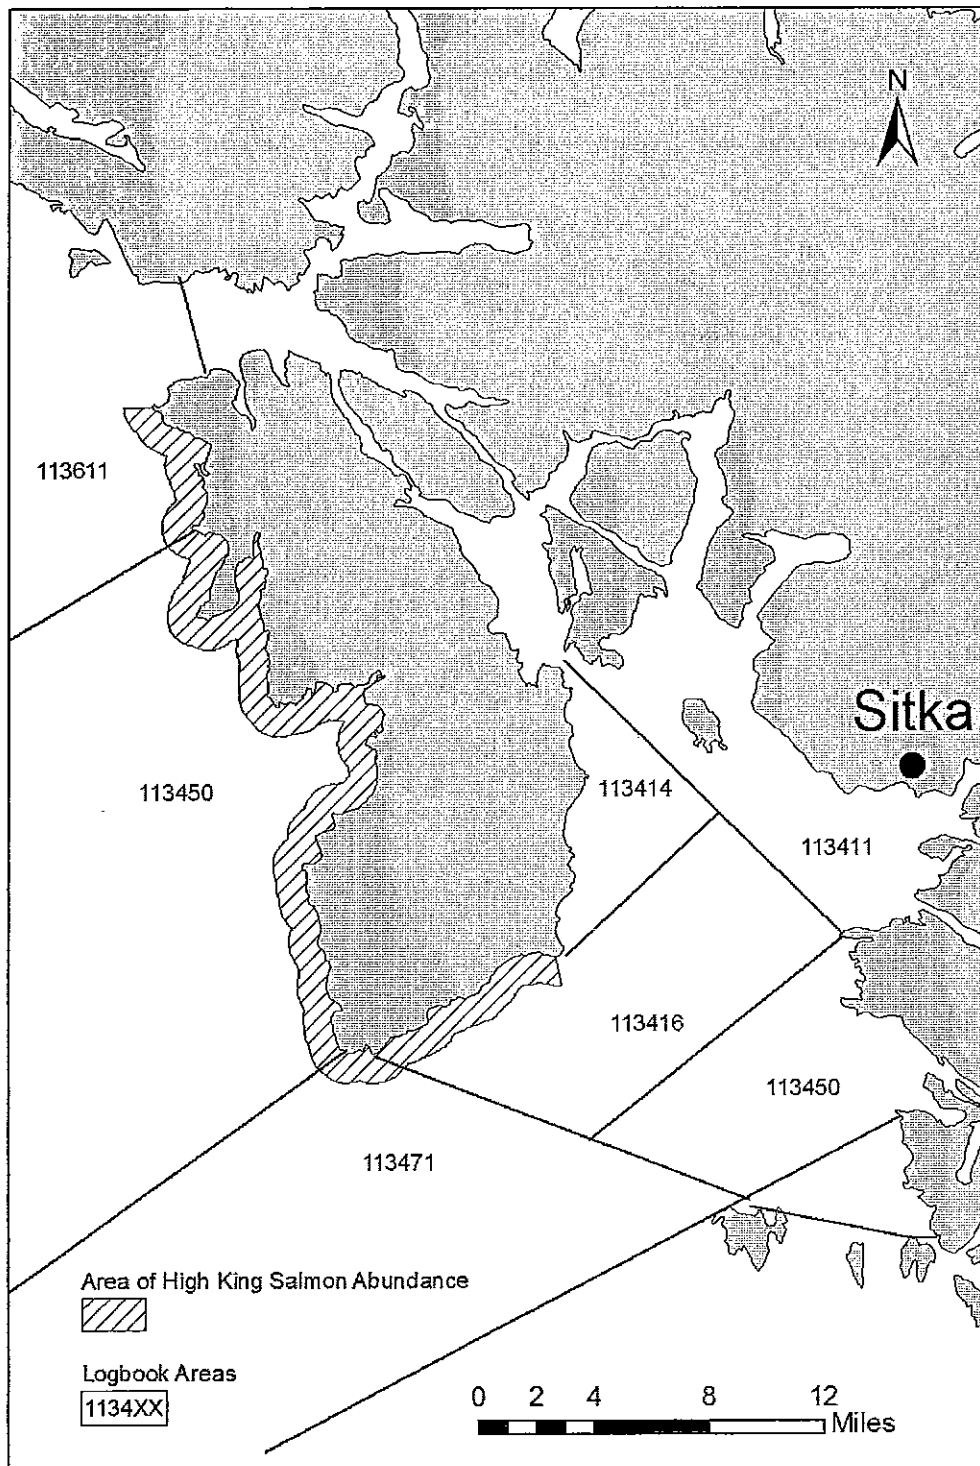 N
113611
Sitka
113450
113414
113411
113416
113450
113471
Area of High King Salmon Abundance
Logbook Areas
1134XX
0 2 4 8 12
Miles